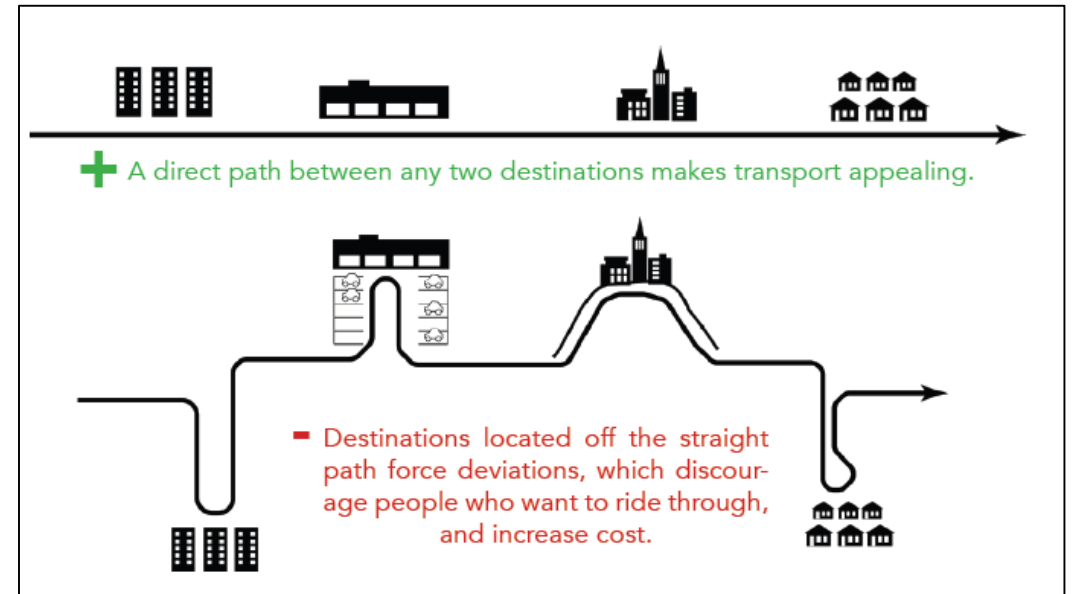 + A direct path between any two destinations makes transport appealing.
- Destinations located off the straight
path force deviations, which discour-
age people who want to ride through,
and increase cost.